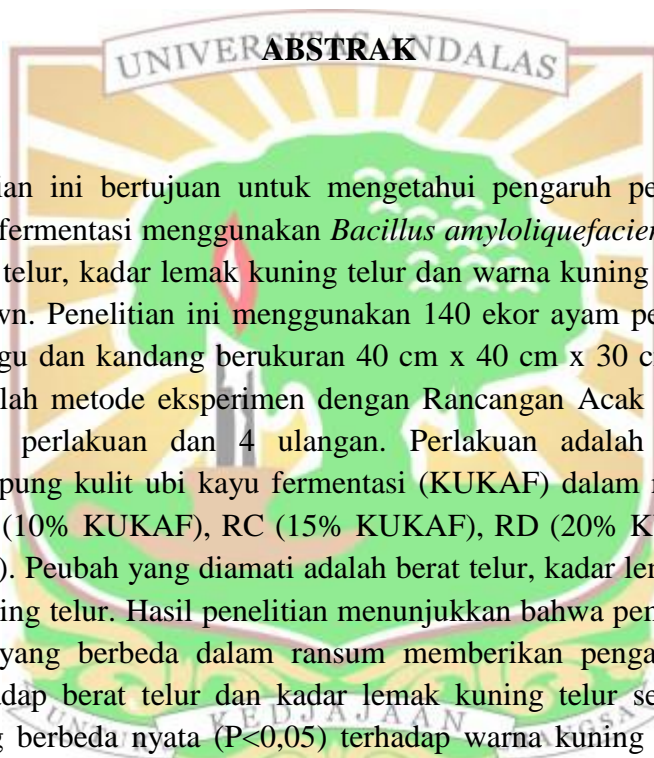 UNIVERSITAS ANDALAS
ABSTRAK
ian ini bertujuan untuk mengetahui pengaruh pe
fermentasi menggunakan Bacillus amyloliquefacien
telur, kadar lemak kuning telur dan warna kuning
wn. Penelitian ini menggunakan 140 ekor ayam pe
gu dan kandang berukuran 40 cm x 40 cm x 30 c
lah metode eksperimen dengan Rancangan Acak
perlakuan dan 4 ulangan. Perlakuan adalah
pung kulit ubi kayu fermentasi (KUKAF) dalam r
(10% KUKAF), RC (15% KUKAF), RD (20% KU
). Peubah yang diamati adalah berat telur, kadar len
ing telur. Hasil penelitian menunjukkan bahwa pen
yang berbeda dalam ransum memberikan penga
adap berat telur dan kadar lemak kuning telur se
KEDJAJAAN
g berbeda nyata (P<0,05) terhadap warna kuning